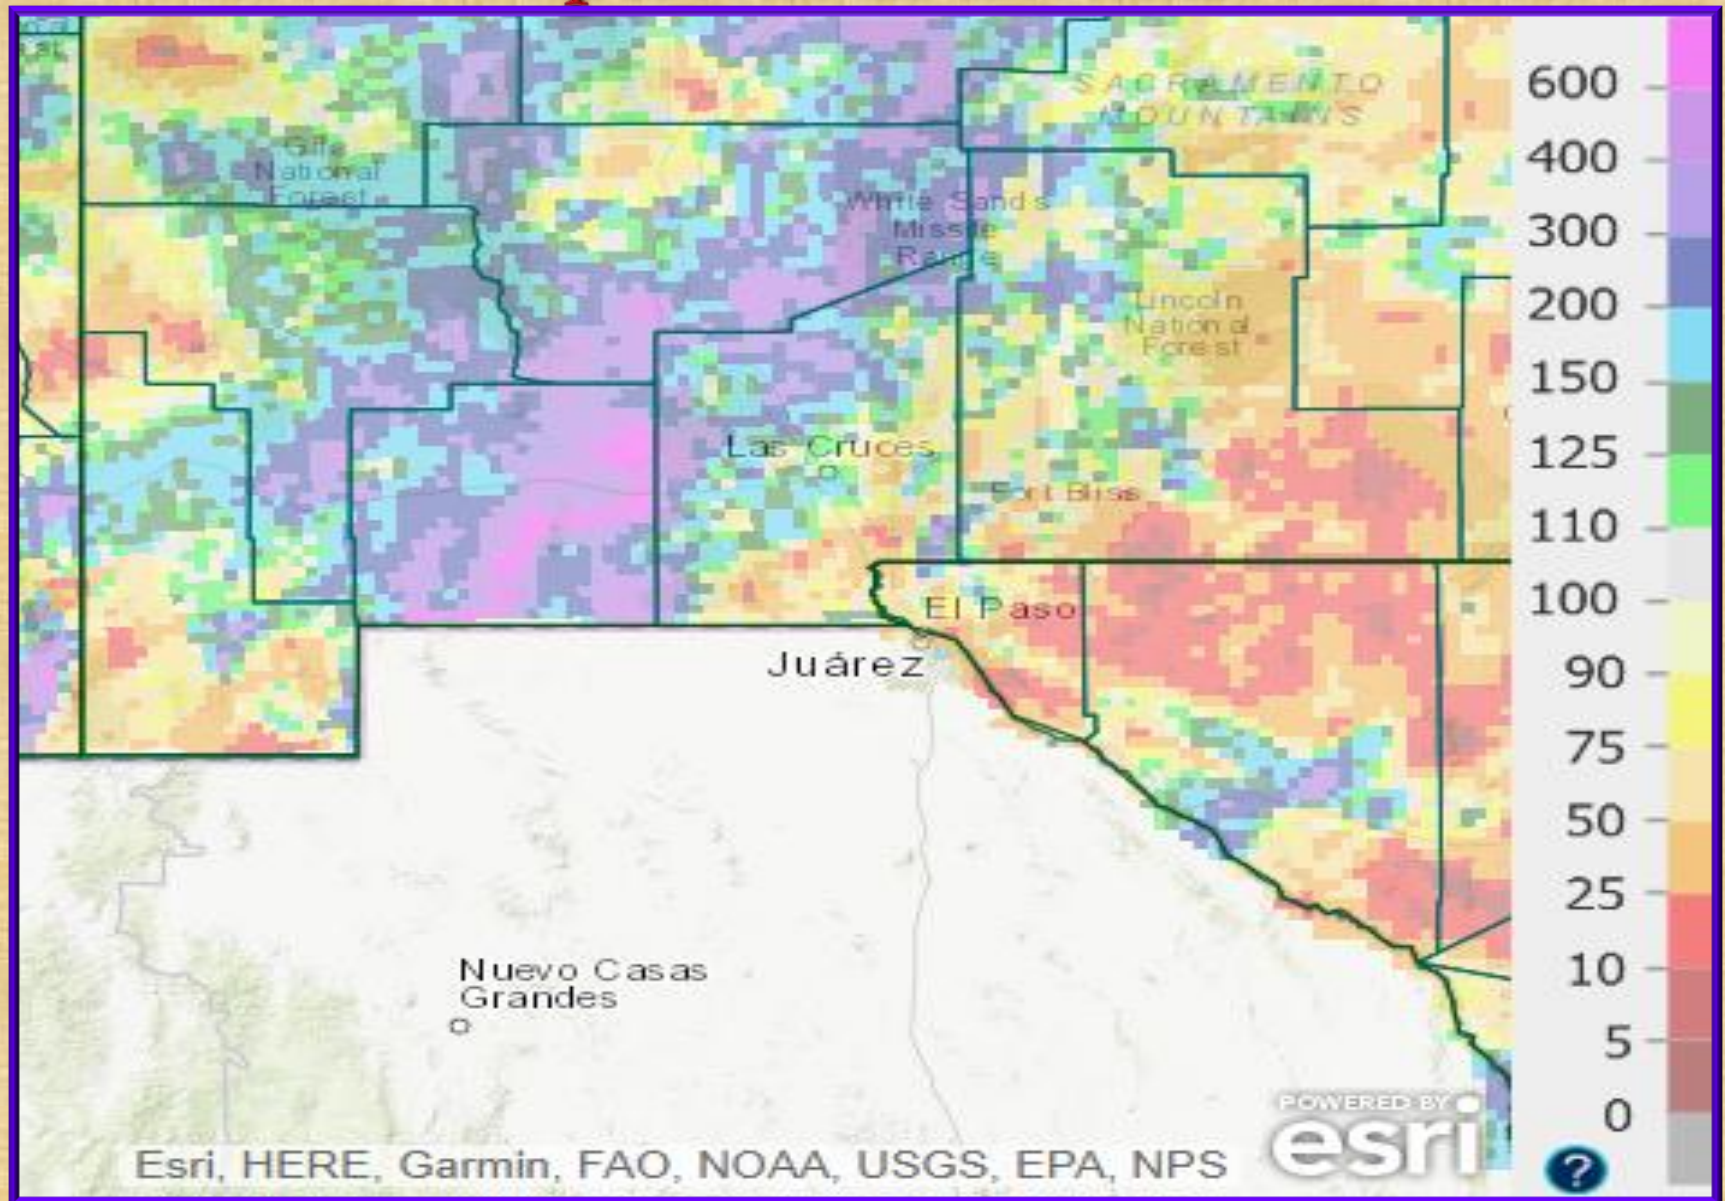 SACRAMENTO
MOUNTAINS
Gila
National
Forest
White Sands
Missile
Range
Lincoln
National
Forest
Las Cruces
Fort Bliss
El Paso
Juárez
Nuevo Casas
Grandes
600
400
300
200
150
125
110
100
90
75
50
25
10
5
0
POWERED BY
esri
Esri, HERE, Garmin, FAO, NOAA, USGS, EPA, NPS
?